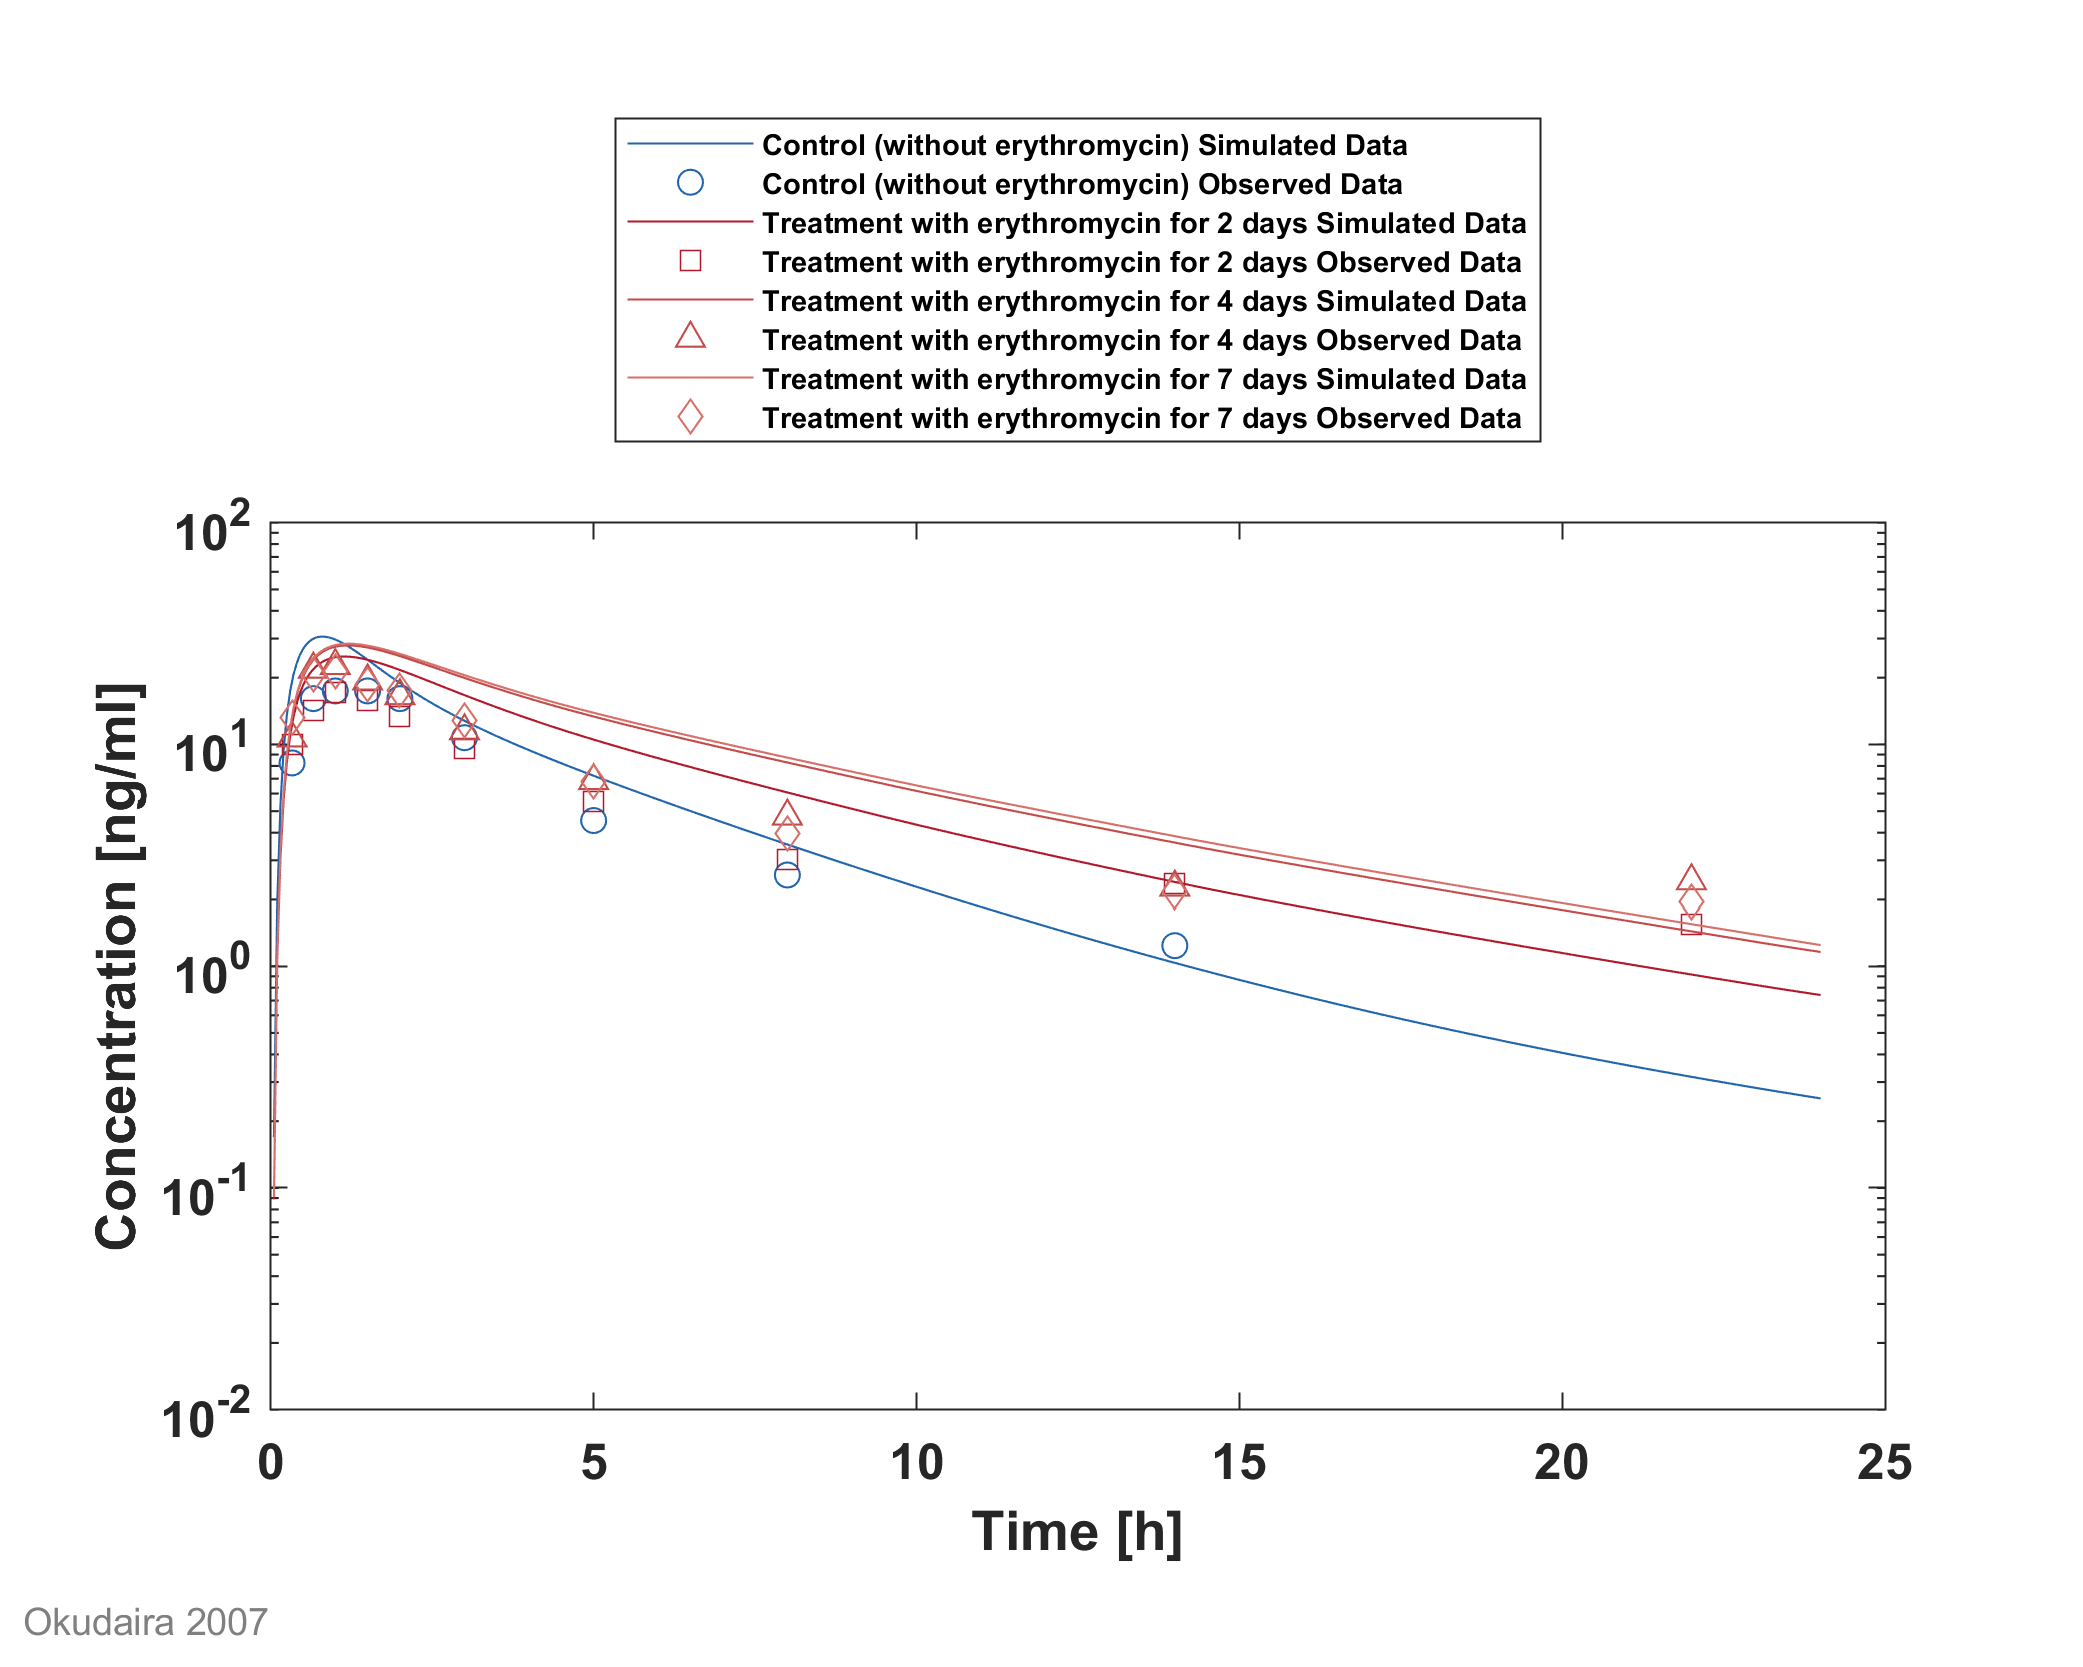 Control (without erythromycin) Simulated Data
Control (without erythromycin) Observed Data
Treatment with erythromycin for 2 days Simulated Data
Treatment with erythromycin for 2 days Observed Data
Treatment with erythromycin for 4 days Simulated Data
Treatment with erythromycin for 4 days Observed Data
Treatment with erythromycin for 7 days Simulated Data
Treatment with erythromycin for 7 days Observed Data
Concentration [ng/ml]
10^2
10^1
10^0
10^-1
10^-2
0 5 10 15 20 25
Time [h]
Okudaira 2007